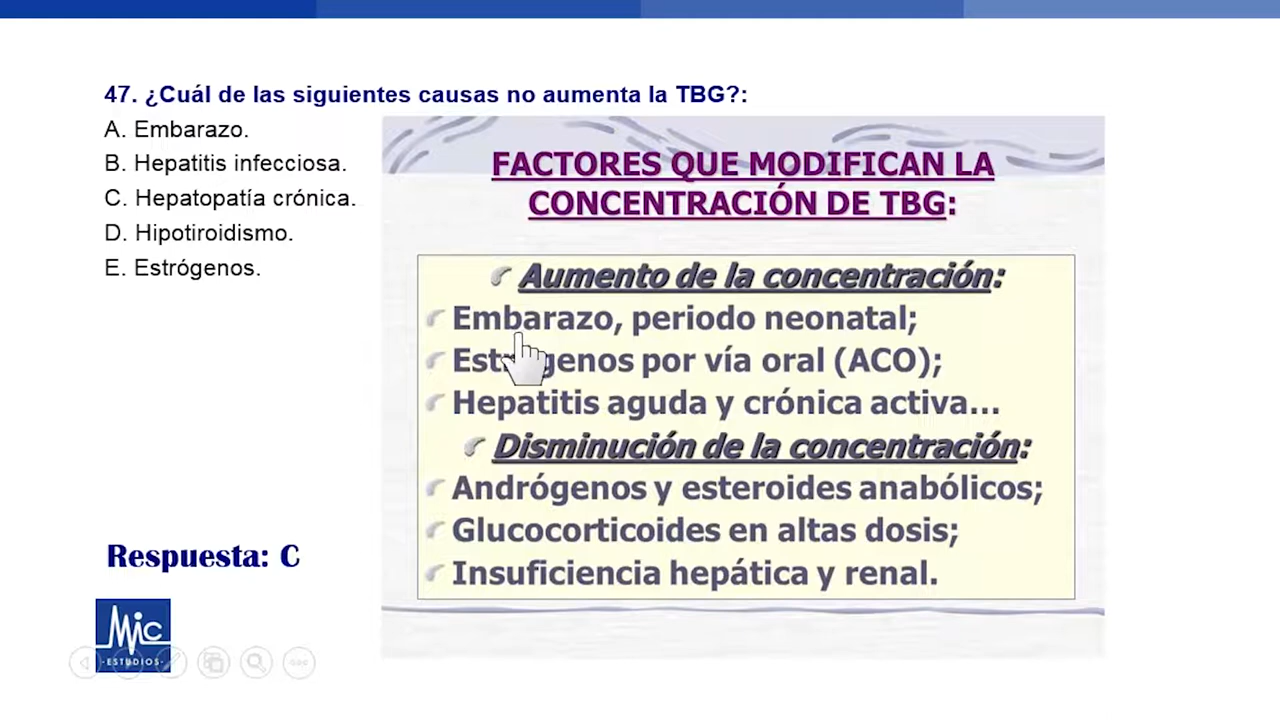 47. ¿Cuál de las siguientes causas no aumenta la TBG?:
A. Embarazo.
B. Hepatitis infecciosa.
C. Hepatopatía crónica.
D. Hipotiroidismo.
E. Estrógenos.
FACTORES QUE MODIFICAN LA
CONCENTRACIÓN DE TBG:
Aumento de la concentración:
Embarazo, periodo neonatal;
Estrógenos por vía oral (ACO);
Hepatitis aguda y crónica activa...
Disminución de la concentración:
Andrógenos y esteroides anabólicos;
Glucocorticoides en altas dosis;
Insuficiencia hepática y renal.
Respuesta: C
Mic
-ESTUDIOS-